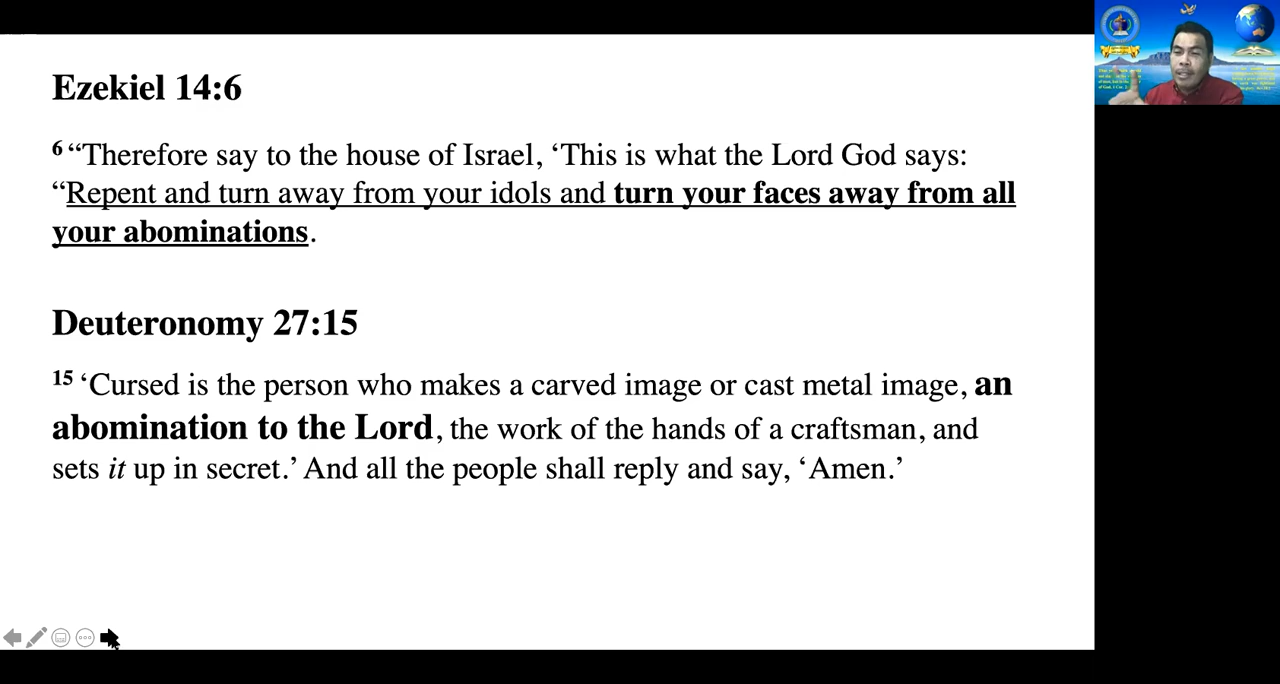 Ezekiel 14:6
6 “Therefore say to the house of Israel, ‘This is what the Lord God says:
“Repent and turn away from your idols and turn your faces away from all
your abominations.
Deuteronomy 27:15
15 ‘Cursed is the person who makes a carved image or cast metal image, an
abomination to the Lord, the work of the hands of a craftsman, and
sets it up in secret.’ And all the people shall reply and say, ‘Amen.’